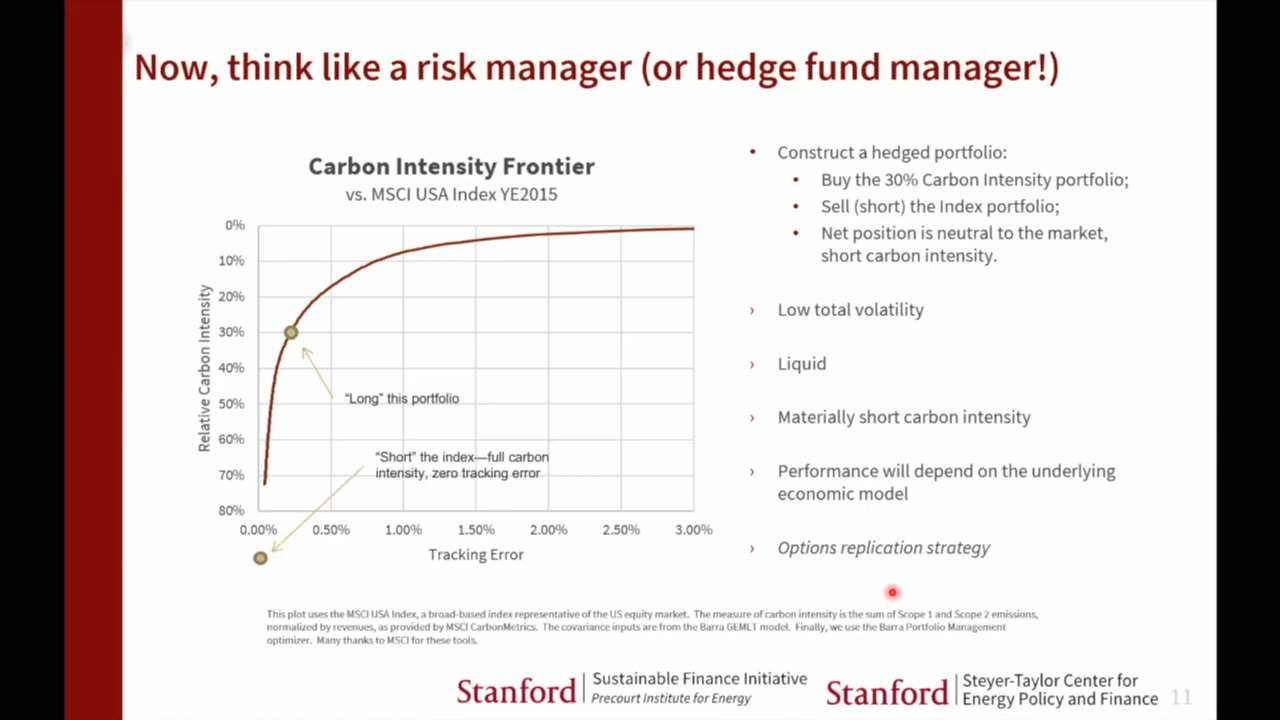 Now, think like a risk manager (or hedge fund manager!)
Carbon Intensity Frontier
vs. MSCI USA Index YE2015
Relative Carbon Intensity
0%
10%
20%
30%
40%
50%
60%
70%
80%
"Long" this portfolio
"Short" the index—full carbon
intensity, zero tracking error
0.00% 0.50% 1.00% 1.50% 2.00% 2.50% 3.00%
Tracking Error
• Construct a hedged portfolio:
• Buy the 30% Carbon Intensity portfolio;
• Sell (short) the Index portfolio;
• Net position is neutral to the market,
short carbon intensity.
› Low total volatility
› Liquid
› Materially short carbon intensity
› Performance will depend on the underlying
economic model
› Options replication strategy
This plot uses the MSCI USA Index, a broad-based index representative of the US equity market. The measure of carbon intensity is the sum of Scope 1 and Scope 2 emissions,
normalized by revenues, as provided by MSCI CarbonMetrics. The covariance inputs are from the Barra GEMLT model. Finally, we use the Barra Portfolio Management
optimizer. Many thanks to MSCI for these tools.
Stanford | Sustainable Finance Initiative
Precourt Institute for Energy
Stanford | Steyer-Taylor Center for
Energy Policy and Finance
11